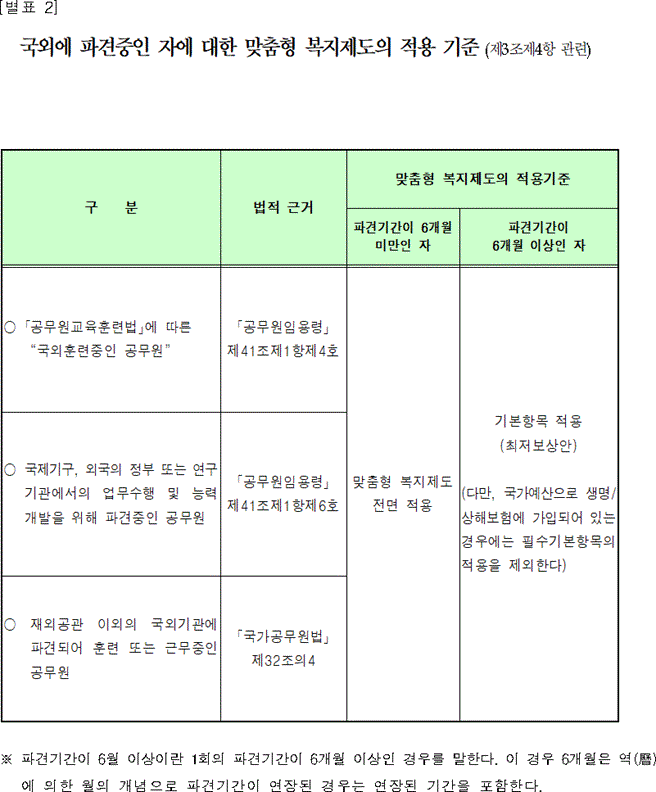 [별표 2]
국외에 파견중인 자에 대한 맞춤형 복지제도의 적용 기준 (제3조제4항 관련)
구 분
법적 근거
맞춤형 복지제도의 적용기준
파견기간이 6개월
미만인 자
파견기간이
6개월 이상인 자
○ 「공무원교육훈련법」에 따른
“국외훈련중인 공무원”
「공무원임용령」
제41조제1항제4호
○ 국제기구, 외국의 정부 또는 연구
기관에서의 업무수행 및 능력
개발을 위해 파견중인 공무원
「공무원임용령」
제41조제1항제6호
○ 재외공관 이외의 국외기관에
파견되어 훈련 또는 근무중인
공무원
「국가공무원법」
제32조의4
맞춤형 복지제도
전면 적용
기본항목 적용
(최저보상안)
(다만, 국가예산으로 생명/
상해보험에 가입되어 있는
경우에는 필수기본항목의
적용을 제외한다)
※ 파견기간이 6월 이상이란 1회의 파견기간이 6개월 이상인 경우를 말한다. 이 경우 6개월은 역(曆)
에 의한 월의 개념으로 파견기간이 연장된 경우는 연장된 기간을 포함한다.